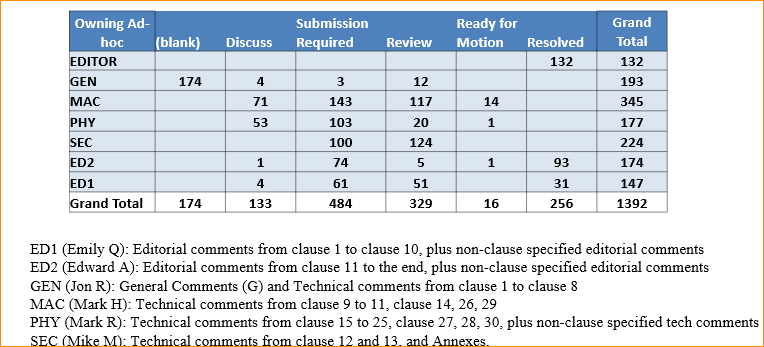 Owning Ad-hoc (blank) Discuss Submission Required Review Ready for Motion Resolved Grand Total
EDITOR 132 132
GEN 174 4 3 12 193
MAC 71 143 117 14 345
PHY 53 103 20 1 177
SEC 100 124 224
ED2 1 74 5 1 93 174
ED1 4 61 51 31 147
Grand Total 174 133 484 329 16 256 1392
ED1 (Emily Q): Editorial comments from clause 1 to clause 10, plus non-clause specified editorial comments
ED2 (Edward A): Editorial comments from clause 11 to the end, plus non-clause specified editorial comments
GEN (Jon R): General Comments (G) and Technical comments from clause 1 to clause 8
MAC (Mark H): Technical comments from clause 9 to 11, clause 14, 26, 29
PHY (Mark R): Technical comments from clause 15 to 25, clause 27, 28, 30, plus non-clause specified tech comments
SEC (Mike M): Technical comments from clause 12 and 13, and Annexes.